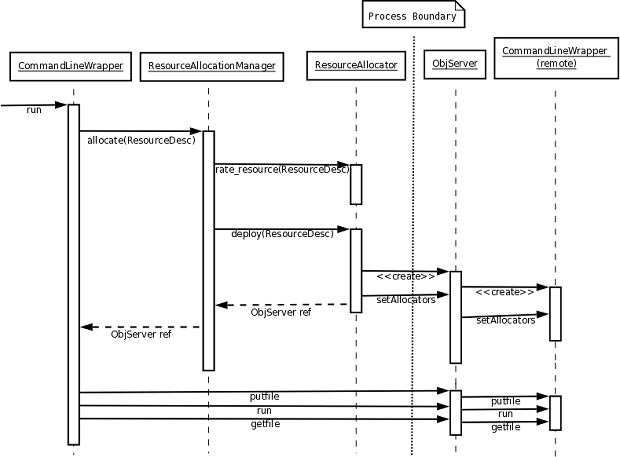 Process Boundary
CommandLineWrapper
ResourceAllocationManager
ResourceAllocator
ObjServer
CommandLineWrapper
(remote)
run
allocate(ResourceDesc)
rate_resource(ResourceDesc)
deploy(ResourceDesc)
<<create>>
<<create>>
setAllocators
ObjServer ref
setAllocators
ObjServer ref
putfile
putfile
run
run
getfile
getfile